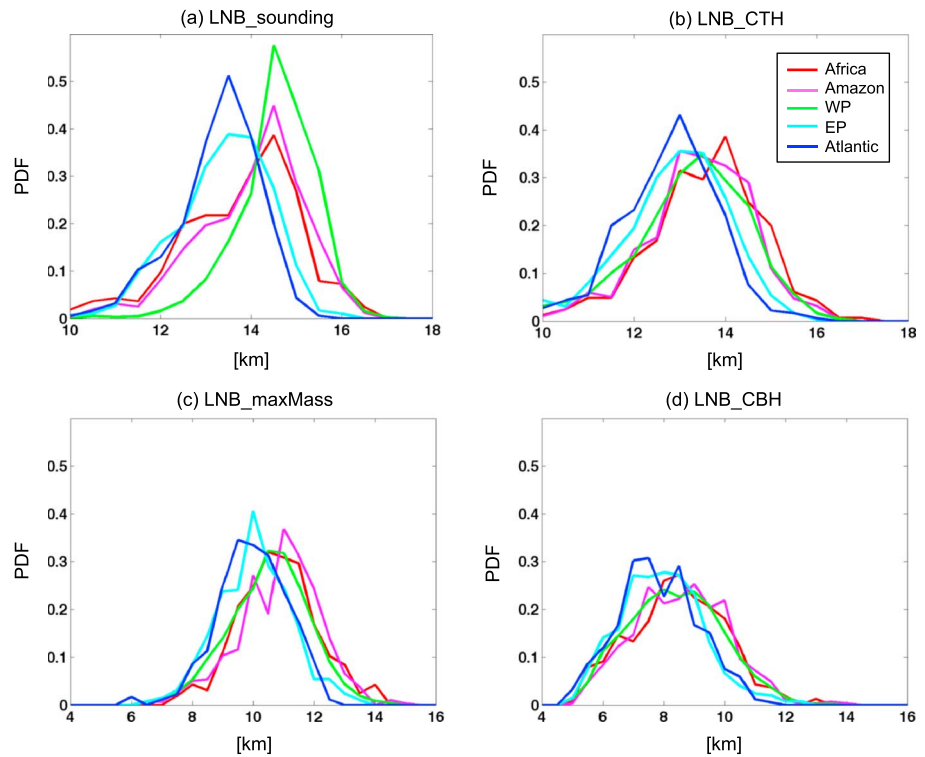 (a) LNB_sounding
(b) LNB_CTH
0.5
0.4
0.3
0.2
0.1
0
PDF
10 12 14 16 18
[km]
0.5
0.4
0.3
0.2
0.1
0
PDF
10 12 14 16 18
[km]
Africa
Amazon
WP
EP
Atlantic
(c) LNB_maxMass
(d) LNB_CBH
0.5
0.4
0.3
0.2
0.1
0
PDF
4 6 8 10 12 14 16
[km]
0.5
0.4
0.3
0.2
0.1
0
PDF
4 6 8 10 12 14 16
[km]